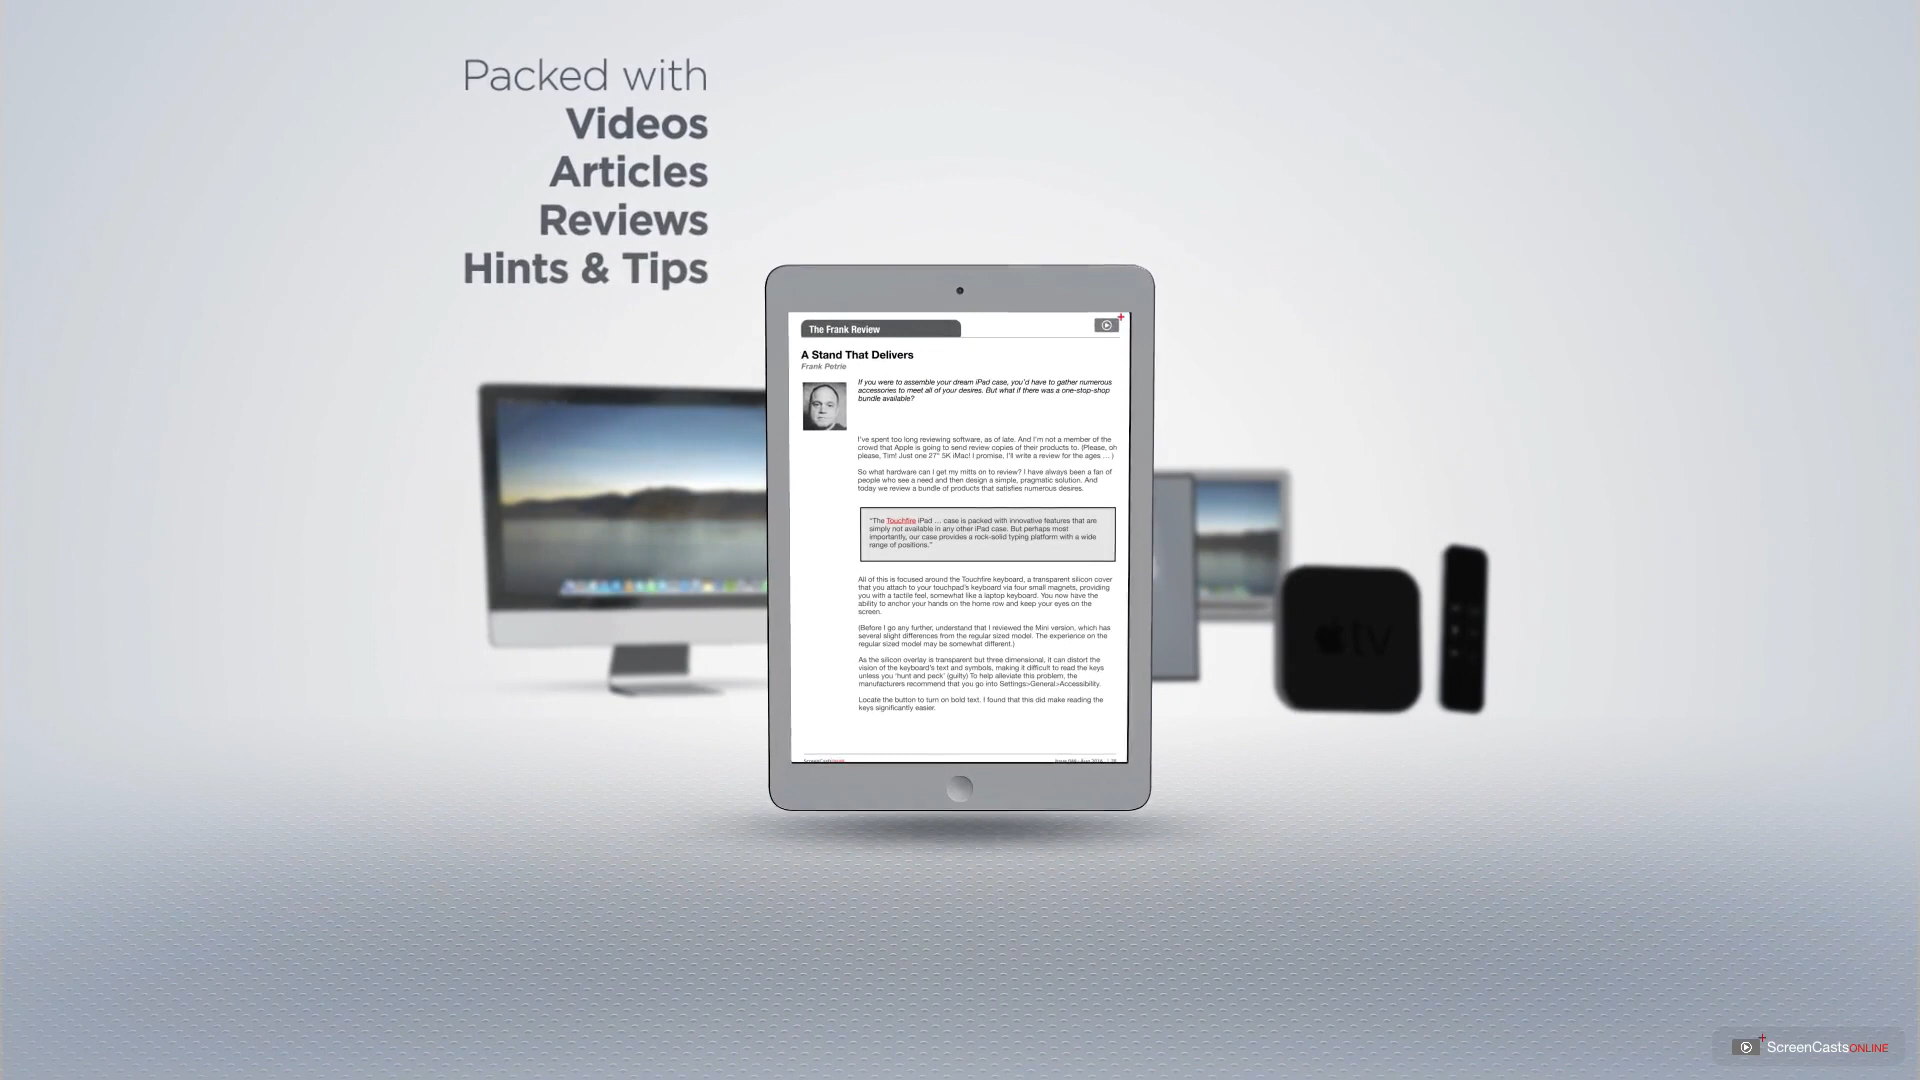 Packed with
Videos
Articles
Reviews
Hints & Tips
The Frank Review
A Stand That Delivers
Frank Petrie
If you were to assemble your dream iPad case, you'd have to gather numerous
accessories to meet all of your desires. But what if there was a one-stop-shop
bundle available?
I've spent too long reviewing software, as of late. And I'm not a member of the
crowd that Apple is going to send review copies of their products to. (Please, oh
please, Tim! Just one 27" 5K iMac! I promise, I'll write a review for the ages ... )
So what hardware can I get my mitts on to review? I have always been a fan of
people who see a need and then design a simple, pragmatic solution. And
today we review a bundle of products that satisfies numerous desires.
"The Touchfire iPad ... case is packed with innovative features that are
simply not available in any other iPad case. But perhaps most
importantly, our case provides a rock-solid typing platform with a wide
range of positions."
All of this is focused around the Touchfire keyboard, a transparent silicon cover
that you attach to your touchpad's keyboard via four small magnets, providing
you with a tactile feel, somewhat like a laptop keyboard. You now have the
ability to anchor your hands on the home row and keep your eyes on the
screen.
(Before I go any further, understand that I reviewed the Mini version, which has
several slight differences from the regular sized model. The experience on the
regular sized model may be somewhat different.)
As the silicon overlay is transparent but three dimensional, it can distort the
vision of the keyboard's text and symbols, making it difficult to read the keys
unless you 'hunt and peck' (guilty) To help alleviate this problem, the
manufacturers recommend that you go into Settings>General>Accessibility.
Locate the button to turn on bold text. I found that this did make reading the
keys significantly easier.
tv
ScreenCastsONLINE